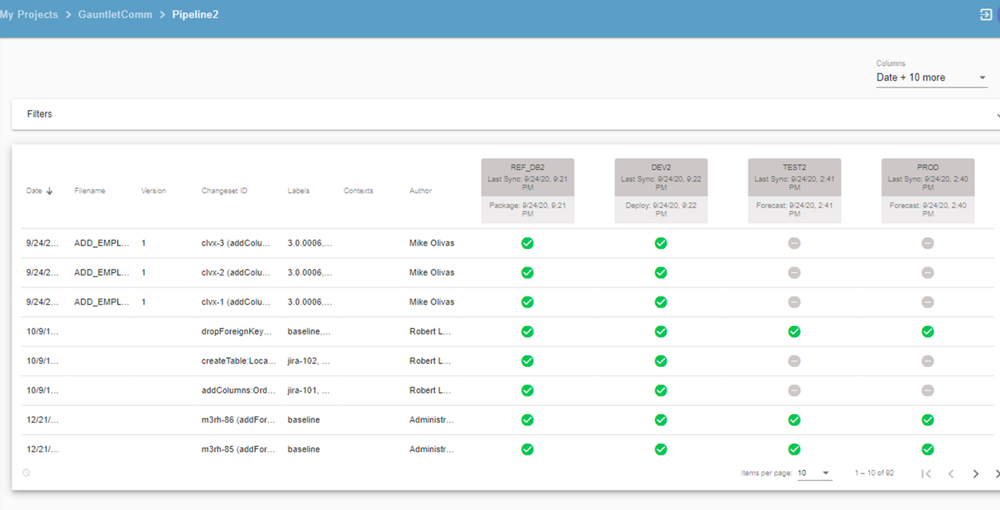 My Projects > GauntletComm > Pipeline2
Columns
Date + 10 more
Filters
REF_DB2 DEV2 TEST2 PROD
Last Sync: 9/24/20, 9:21 Last Sync: 9/24/20, 9:22 Last Sync: 9/24/20, 2:41 Last Sync: 9/24/20, 2:40
PM PM PM PM
Date Filename Version Changeset ID Labels Contexts Author
Package: 9/24/20, 9:21 Deploy: 9/24/20, 9:22 Forecast: 9/24/20, 2:41 Forecast: 9/24/20, 2:40
PM PM PM PM
9/24/2... ADD_EMPL... 1 clvx-3 (addColu... 3.0.0006,... Mike Olivas
9/24/2... ADD_EMPL... 1 clvx-2 (addColu... 3.0.0006,... Mike Olivas
9/24/2... ADD_EMPL... 1 clvx-1 (addColu... 3.0.0006,... Mike Olivas
10/9/1... dropForeignKey... baseline,... Robert L...
10/9/1... createTable:Loca... jira-102, ... Robert L...
10/9/1... addColumns:Ord... jira-101, ... Robert L...
12/21/... m3rh-86 (addFor... baseline Administr...
12/21/... m3rh-85 (addFor... baseline Administr...
Items per page: 10 1 – 10 of 92